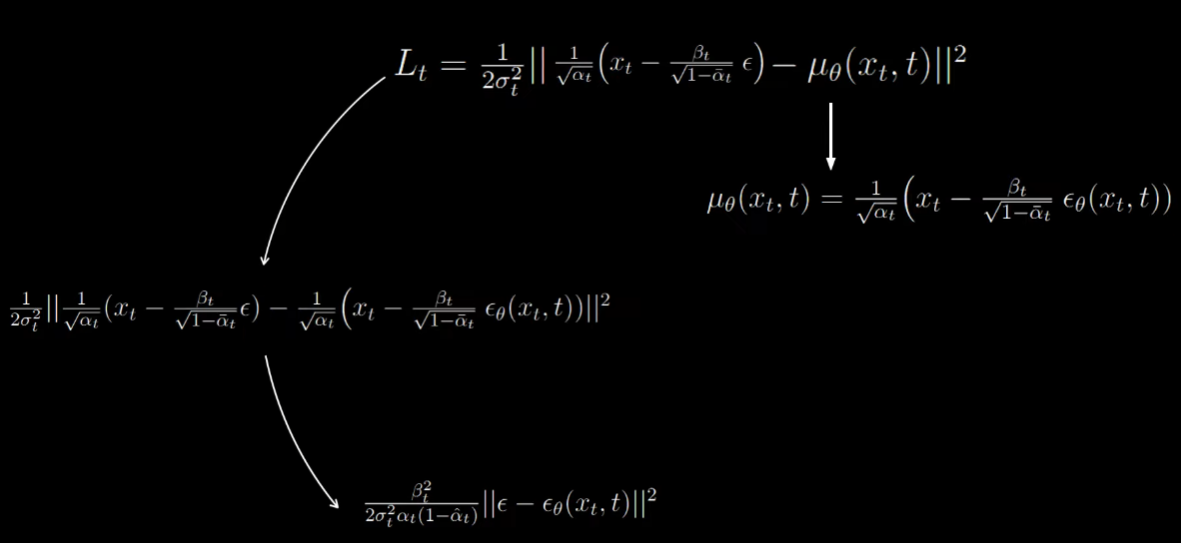 $L_t = \frac{1}{2\sigma_t^2} || \frac{1}{\sqrt{\alpha_t}} \left( x_t - \frac{\beta_t}{\sqrt{1-\bar{\alpha}_t}} \epsilon \right) - \mu_\theta(x_t, t) ||^2$
$\mu_\theta(x_t, t) = \frac{1}{\sqrt{\alpha_t}} \Big( x_t - \frac{\beta_t}{\sqrt{1-\bar{\alpha}_t}} \epsilon_\theta(x_t, t))$
$\frac{1}{2\sigma_t^2} || \frac{1}{\sqrt{\alpha_t}} (x_t - \frac{\beta_t}{\sqrt{1-\bar{\alpha}_t}} \epsilon) - \frac{1}{\sqrt{\alpha_t}} \Big( x_t - \frac{\beta_t}{\sqrt{1-\bar{\alpha}_t}} \epsilon_\theta(x_t, t)) ||^2$
$\frac{\beta_t^2}{2\sigma_t^2 \alpha_t (1-\hat{\alpha}_t)} || \epsilon - \epsilon_\theta(x_t, t) ||^2$